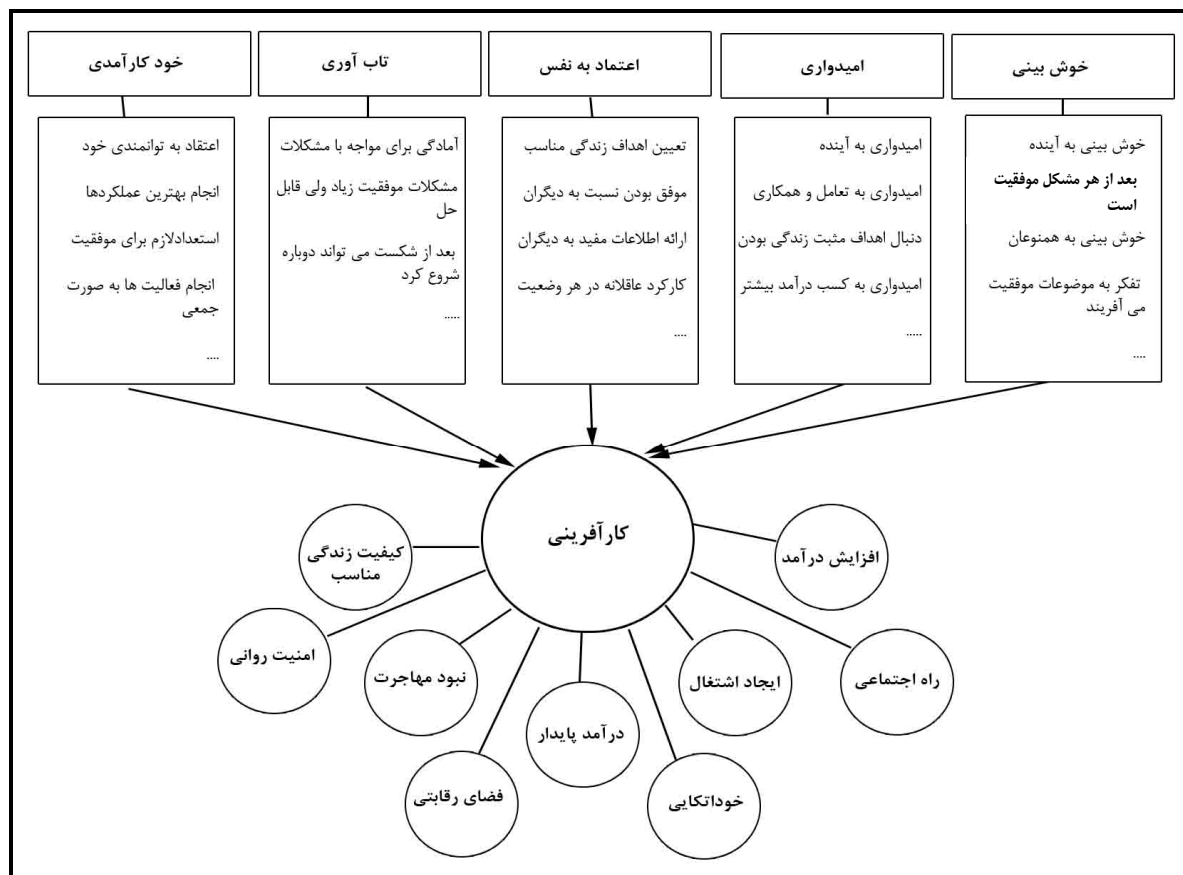 خوش بینی
امیدواری
اعتماد به نفس
تاب آوری
خود کارآمدی
خوش بینی به آینده
بعد از هر مشکل موفقیت
است
خوش بینی به همنوعان
تفکر به موضوعات موفقیت
می آفریند
....
امیدواری به آینده
امیدواری به تعامل و همکاری
دنبال اهداف مثبت زندگی بودن
امیدواری به کسب درآمد بیشتر
.....
تعیین اهداف زندگی مناسب
موفق بودن نسبت به دیگران
ارائه اطلاعات مفید به دیگران
کارکرد عاقلانه در هر وضعیت
....
آمادگی برای مواجه با مشکلات
مشکلات موفقیت زیاد ولی قابل
حل
بعد از شکست می تواند دوباره
شروع کرد
.....
اعتقاد به توانمندی خود
انجام بهترین عملکردها
استعدادلازم برای موفقیت
انجام فعالیت ها به صورت
جمعی
....
کارآفرینی
افزایش درآمد
کیفیت زندگی
مناسب
راه اجتماعی
ایجاد اشتغال
نبود مهاجرت
امنیت روانی
درآمد پایدار
خوداتکایی
فضای رقابتی